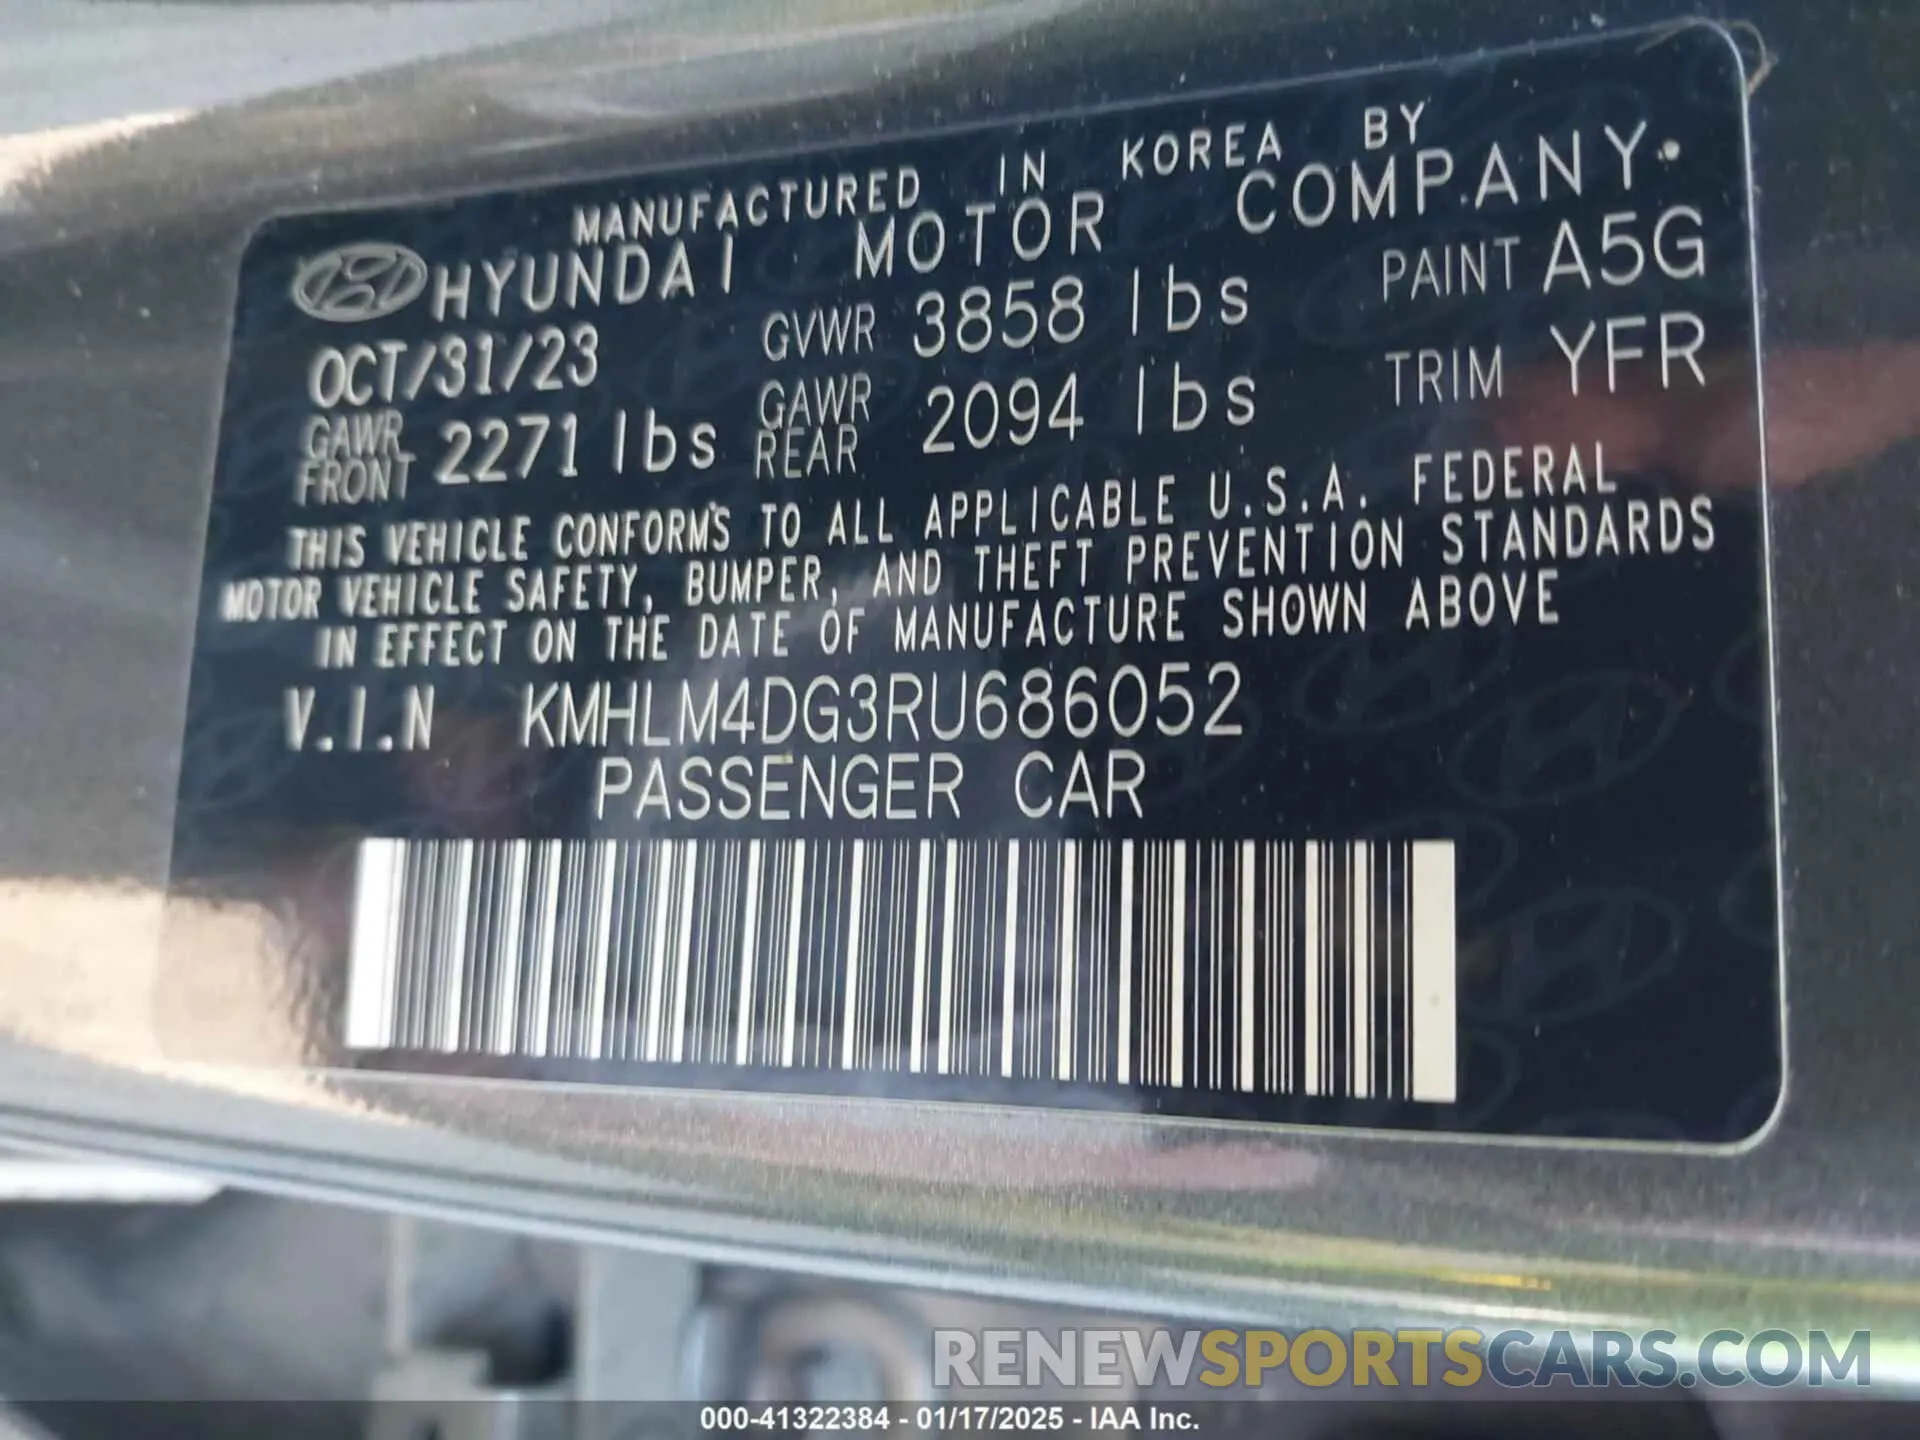 MANUFACTURED IN KOREA BY
HYUNDAI MOTOR COMPANY.
OCT/31/23 GVWR 3858 lbs PAINT A5G
GAWR FRONT 2271 lbs GAWR REAR 2094 lbs TRIM YFR
THIS VEHICLE CONFORMS TO ALL APPLICABLE U.S.A. FEDERAL
MOTOR VEHICLE SAFETY, BUMPER, AND THEFT PREVENTION STANDARDS
IN EFFECT ON THE DATE OF MANUFACTURE SHOWN ABOVE
V.I.N KMHLM4DG3RU686052
PASSENGER CAR
RENEWSPORTSCARS.COM
000-41322384 - 01/17/2025 - IAA Inc.